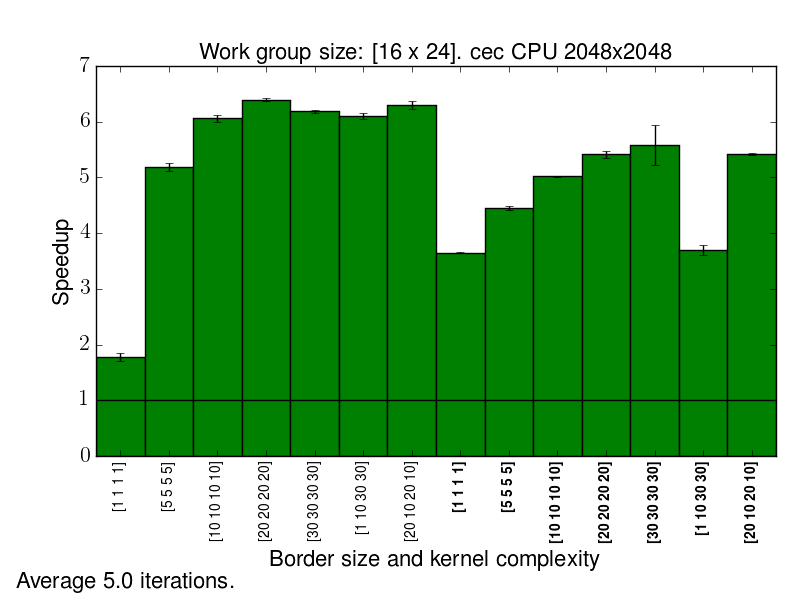 Work group size: [16 x 24]. cec CPU 2048x2048
7
6
5
4
3
2
1
0
Speedup
[1 1 1 1]
[5 5 5 5]
[10 10 10 10]
[20 20 20 20]
[30 30 30 30]
[1 10 30 30]
[20 10 20 10]
[1 1 1 1]
[5 5 5 5]
[10 10 10 10]
[20 20 20 20]
[30 30 30 30]
[1 10 30 30]
[20 10 20 10]
Border size and kernel complexity
Average 5.0 iterations.